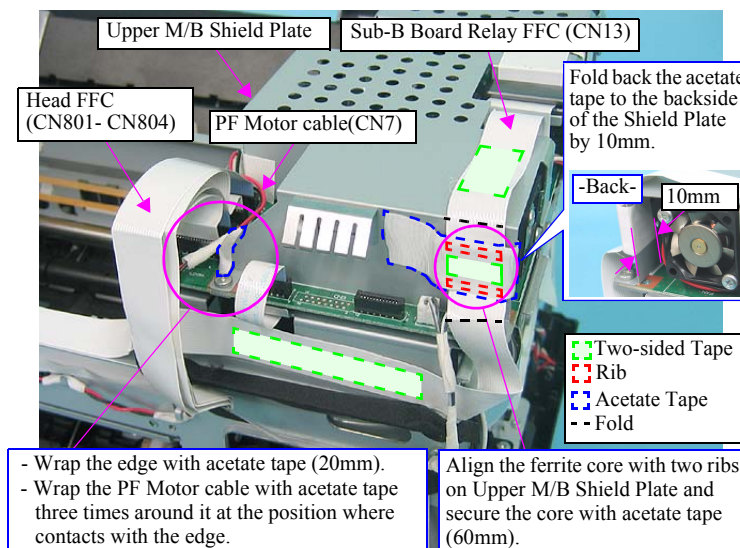 Upper M/B Shield Plate
Sub-B Board Relay FFC (CN13)
Head FFC
(CN801- CN804)
PF Motor cable(CN7)
Fold back the acetate
tape to the backside
of the Shield Plate
by 10mm.
-Back-
10mm
Two-sided Tape
Rib
Acetate Tape
Fold
- Wrap the edge with acetate tape (20mm).
- Wrap the PF Motor cable with acetate tape
three times around it at the position where
contacts with the edge.
Align the ferrite core with two ribs
on Upper M/B Shield Plate and
secure the core with acetate tape
(60mm).